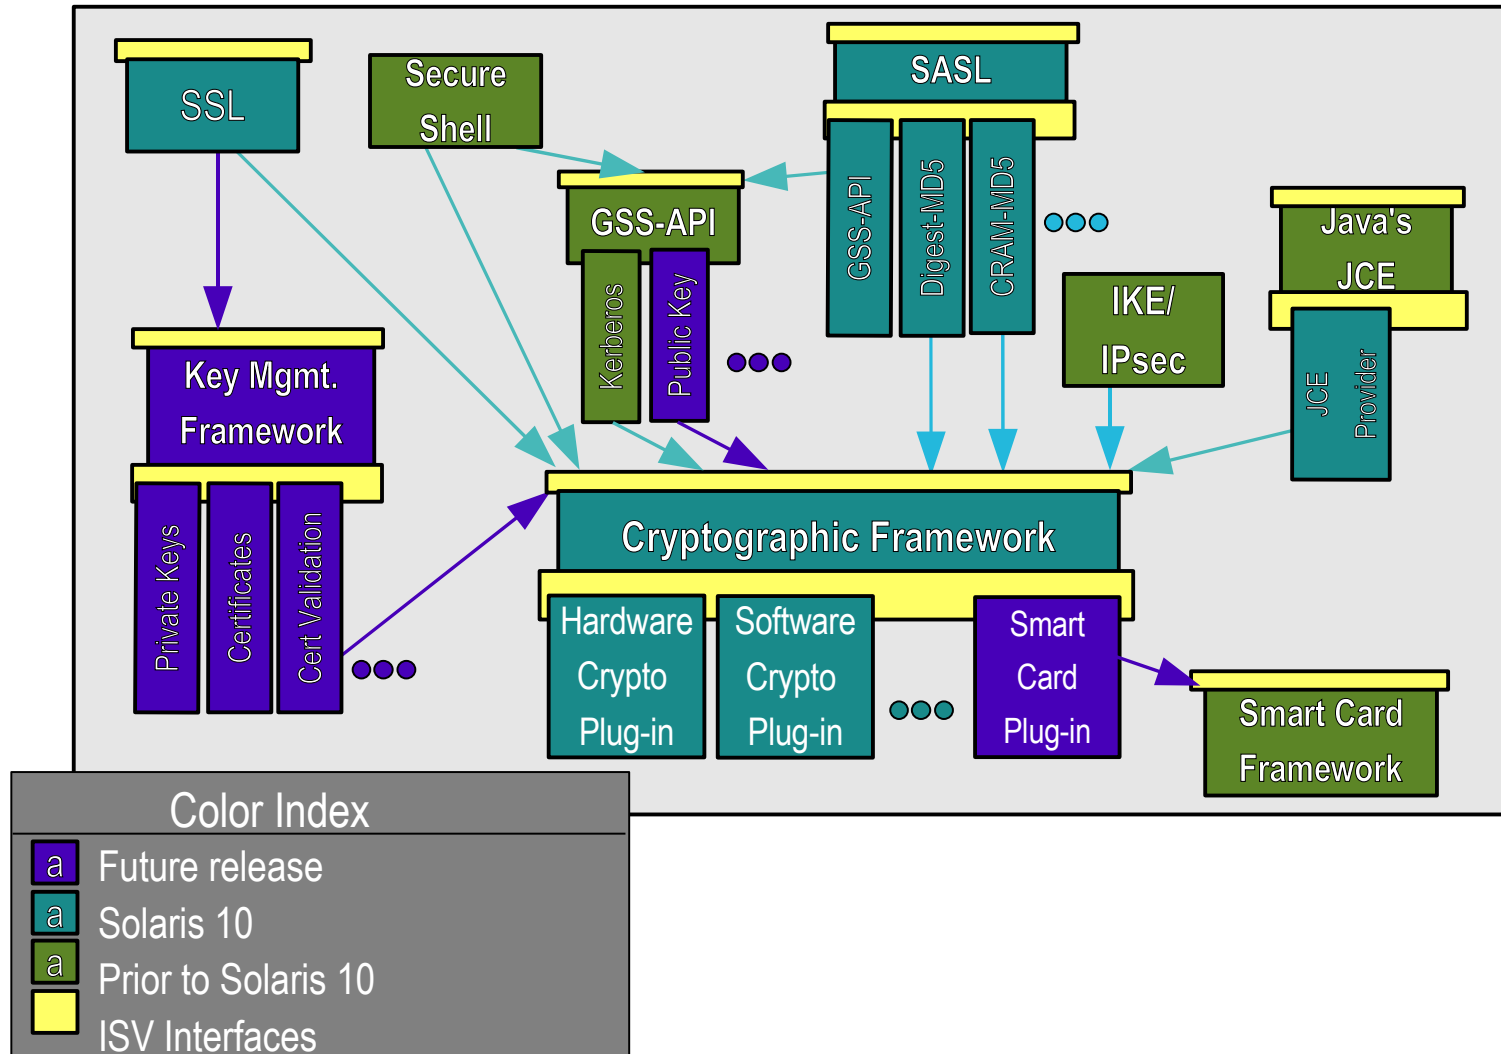 SSL
Secure
Shell
SASL
GSS-API
Digest-MD5
CRAM-MD5
GSS-API
Kerberos
Public Key
Java's
JCE
JCE
Provider
IKE/
IPsec
Key Mgmt.
Framework
Private Keys
Certificates
Cert Validation
Cryptographic Framework
Hardware
Crypto
Plug-in
Software
Crypto
Plug-in
Smart
Card
Plug-in
Smart Card
Framework
Color Index
a Future release
a Solaris 10
a Prior to Solaris 10
ISV Interfaces